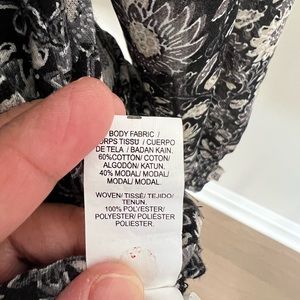 BODY FABRIC /
CORPS TISSU / CUERPO
DE TELA / BADAN KAIN.
60%COTTON/ COTON/
ALGODÓN/ KATUN.
40% MODAL/ MODAL/
MODAL/ MODAL.
WOVEN/ TISSÉ/ TEJIDO/
TENUN.
100% POLYESTER/
POLYESTER/ POLIÉSTER
POLIESTER.